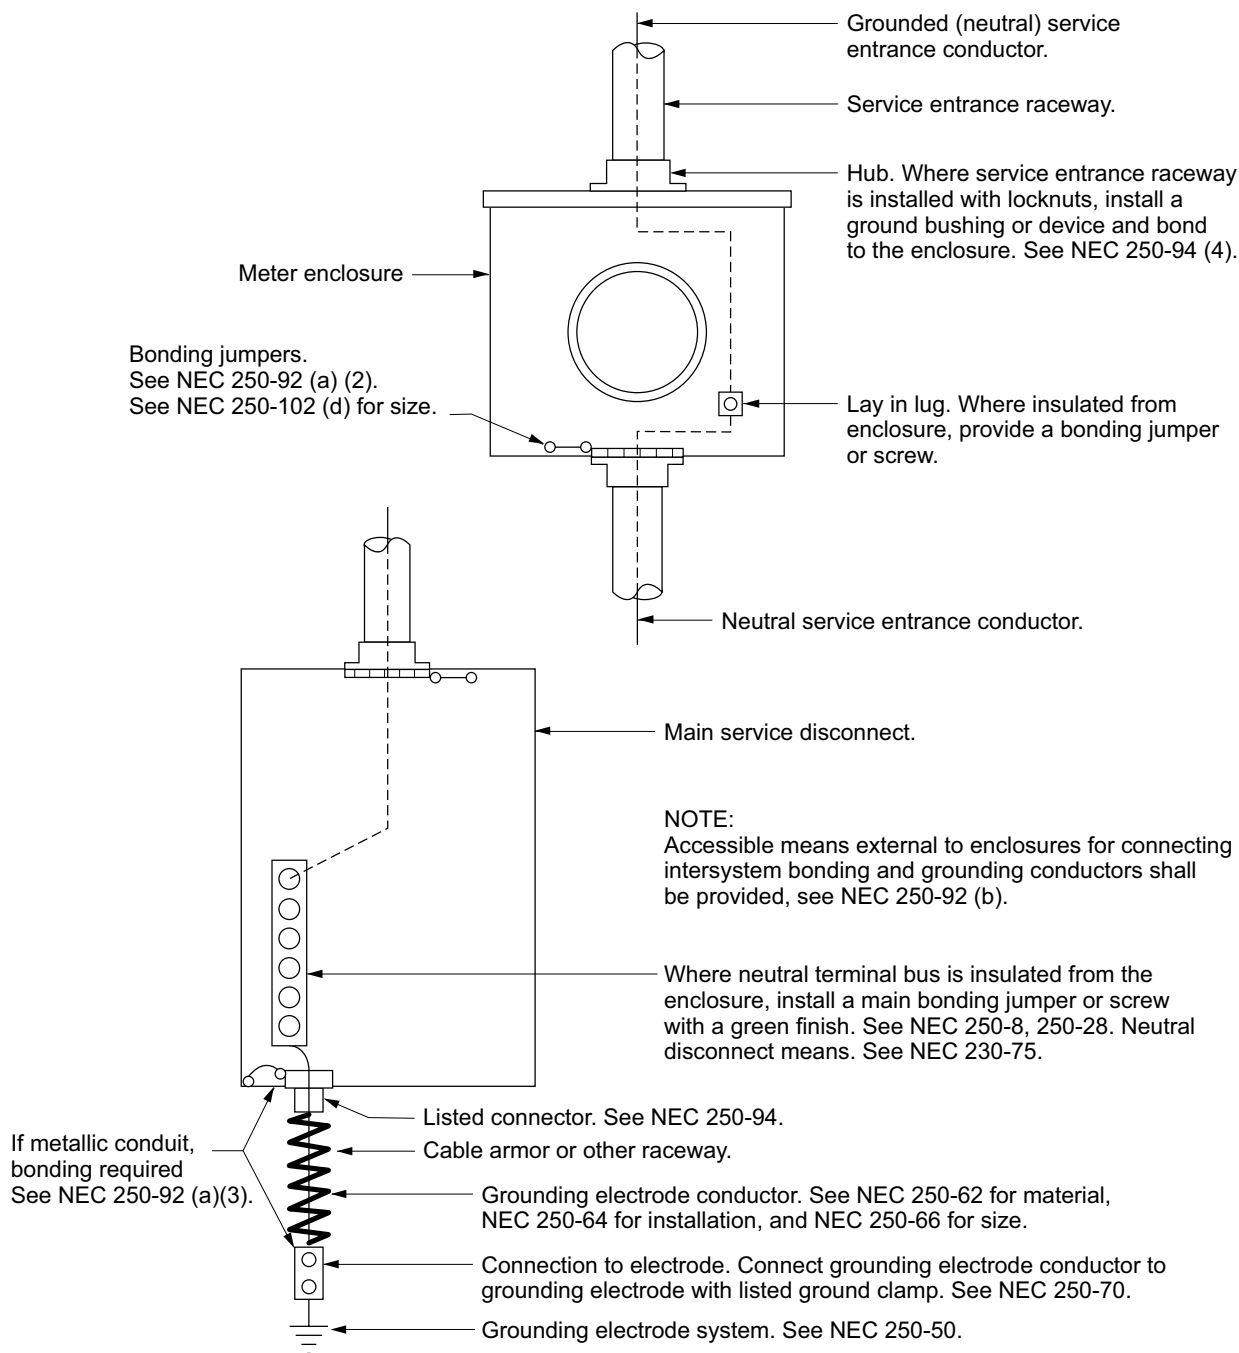 Grounded (neutral) service
entrance conductor.
Service entrance raceway.
Hub. Where service entrance raceway
is installed with locknuts, install a
ground bushing or device and bond
to the enclosure. See NEC 250-94 (4).
Meter enclosure
Bonding jumpers.
See NEC 250-92 (a) (2).
See NEC 250-102 (d) for size.
Lay in lug. Where insulated from
enclosure, provide a bonding jumper
or screw.
Neutral service entrance conductor.
Main service disconnect.
NOTE:
Accessible means external to enclosures for connecting
intersystem bonding and grounding conductors shall
be provided, see NEC 250-92 (b).
Where neutral terminal bus is insulated from the
enclosure, install a main bonding jumper or screw
with a green finish. See NEC 250-8, 250-28. Neutral
disconnect means. See NEC 230-75.
Listed connector. See NEC 250-94.
If metallic conduit,
bonding required
See NEC 250-92 (a)(3).
Cable armor or other raceway.
Grounding electrode conductor. See NEC 250-62 for material,
NEC 250-64 for installation, and NEC 250-66 for size.
Connection to electrode. Connect grounding electrode conductor to
grounding electrode with listed ground clamp. See NEC 250-70.
Grounding electrode system. See NEC 250-50.